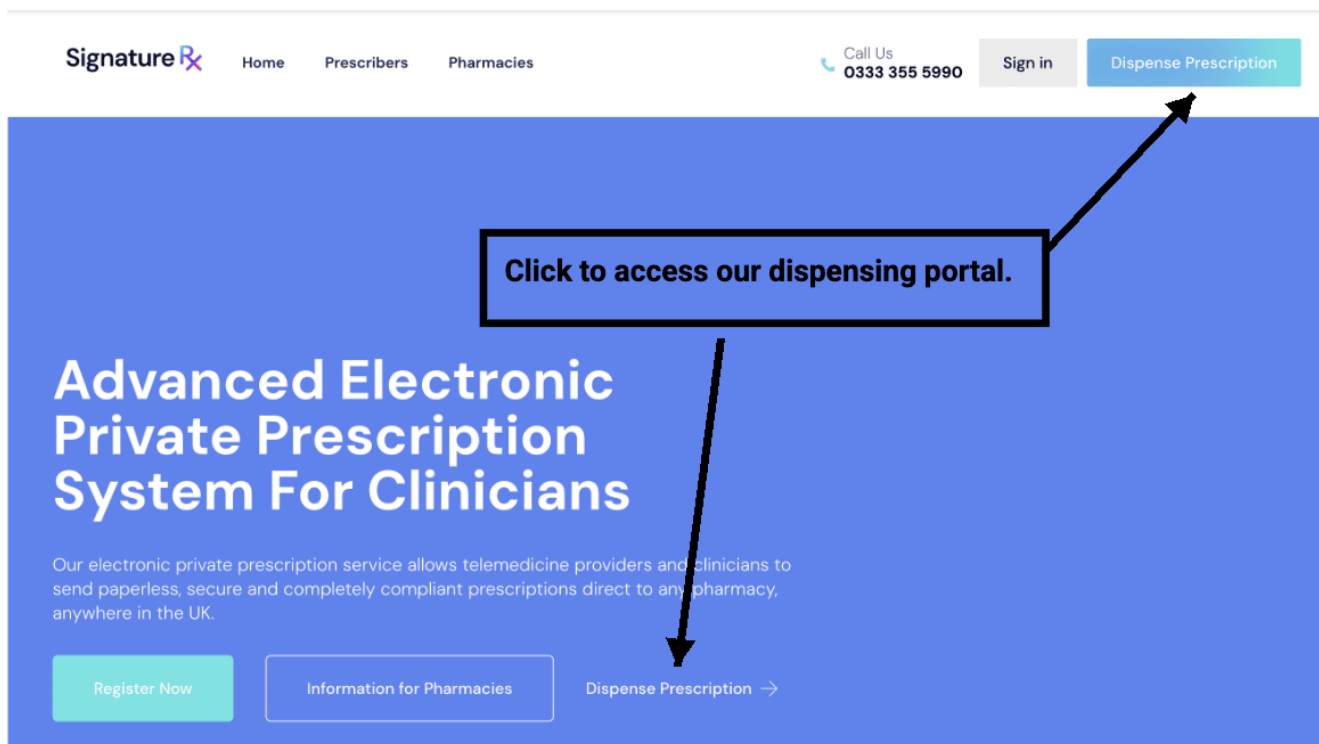 Signature Rx
Home
Prescribers
Pharmacies
Call Us
0333 355 5990
Sign in
Dispense Prescription
Click to access our dispensing portal.
Advanced Electronic
Private Prescription
System For Clinicians
Our electronic private prescription service allows telemedicine providers and clinicians to
send paperless, secure and completely compliant prescriptions direct to any pharmacy,
anywhere in the UK.
Register Now
Information for Pharmacies
Dispense Prescription →